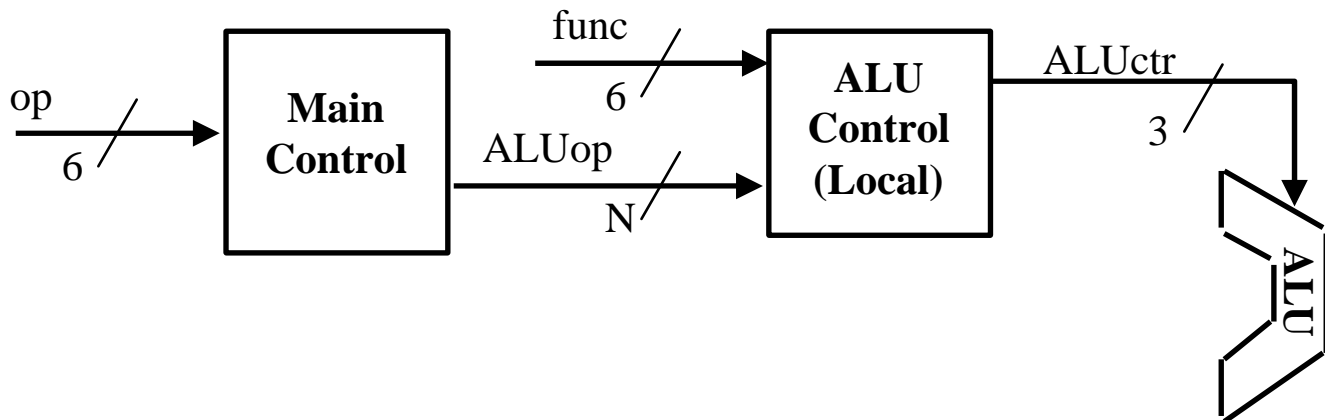 op
6
Main
Control
func
6
ALUop
N
ALU
Control
(Local)
ALUctr
3
ALU